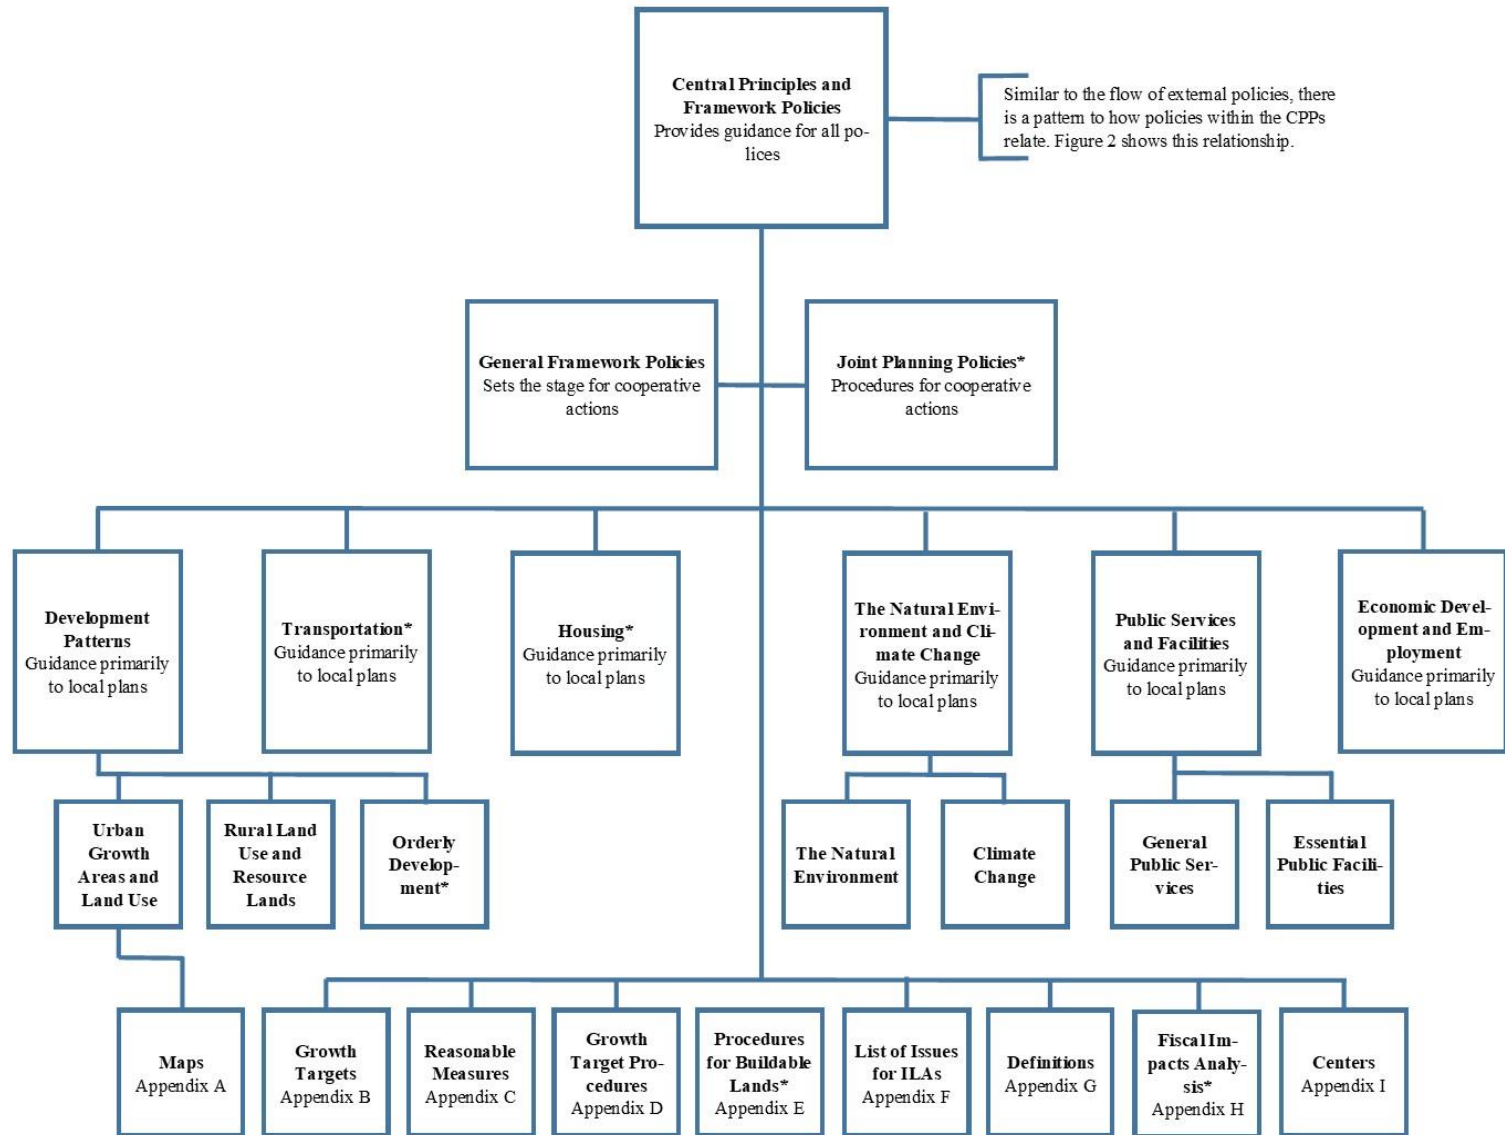 Central Principles and
Framework Policies
Provides guidance for all po-
lices
Similar to the flow of external policies, there
is a pattern to how policies within the CPPs
relate. Figure 2 shows this relationship.
General Framework Policies
Sets the stage for cooperative
actions
Joint Planning Policies*
Procedures for cooperative
actions
Development
Patterns
Guidance primarily
to local plans
Transportation*
Guidance primarily
to local plans
Housing*
Guidance primarily
to local plans
The Natural Envi-
ronment and Cli-
mate Change
Guidance primarily
to local plans
Public Services
and Facilities
Guidance primarily
to local plans
Economic Devel-
opment and Em-
ployment
Guidance primarily
to local plans
Urban
Growth
Areas and
Land Use
Rural Land
Use and
Resource
Lands
Orderly
Develop-
ment*
The Natural
Environment
Climate
Change
General
Public Ser-
vices
Essential
Public Facili-
ties
Maps
Appendix A
Growth
Targets
Appendix B
Reasonable
Measures
Appendix C
Growth
Target Pro-
cedures
Appendix D
Procedures
for Buildable
Lands*
Appendix E
List of Issues
for ILAs
Appendix F
Definitions
Appendix G
Fiscal Im-
pacts Analy-
sis*
Appendix H
Centers
Appendix I